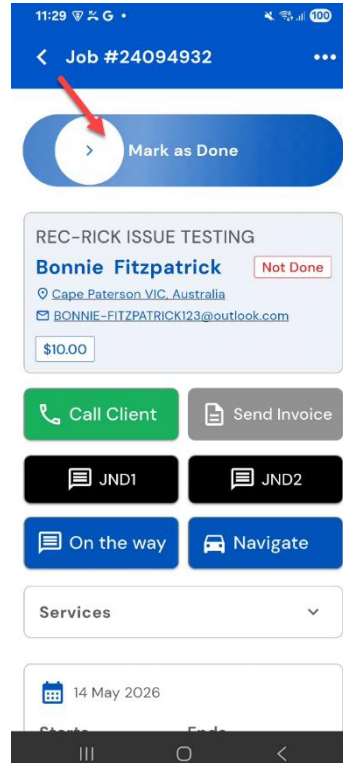 11:29 G •
100
Job #24094932
Mark as Done
REC-RICK ISSUE TESTING
Bonnie Fitzpatrick
Not Done
Cape Paterson VIC, Australia
BONNIE-FITZPATRICK123@outlook.com
$10.00
Call Client
Send Invoice
JND1
JND2
On the way
Navigate
Services
14 May 2026